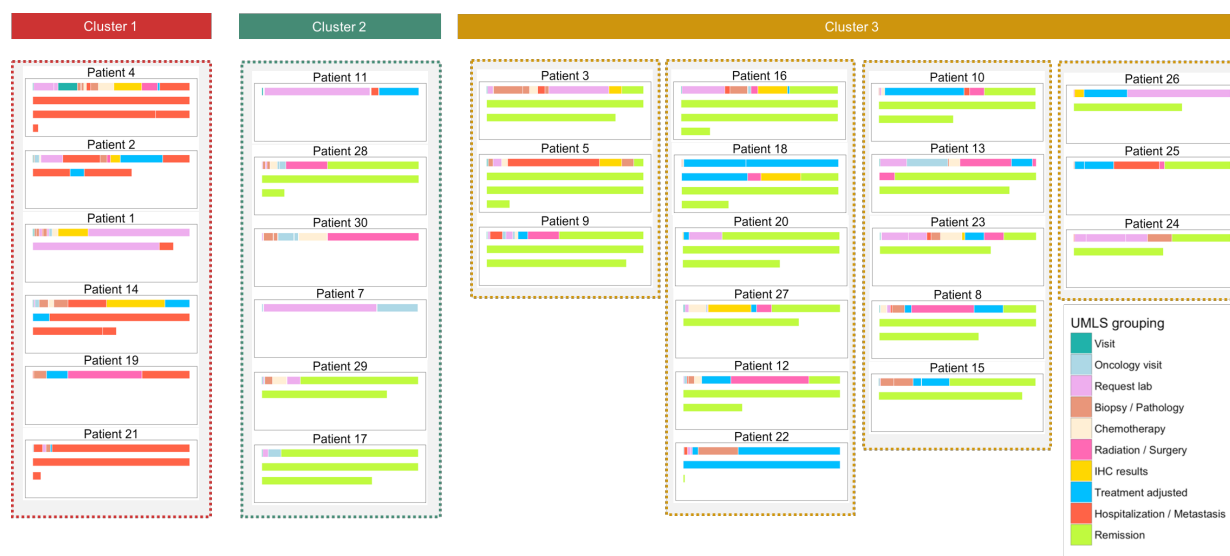 Cluster 1
Cluster 2
Cluster 3
Patient 4
Patient 2
Patient 1
Patient 14
Patient 19
Patient 21
Patient 11
Patient 28
Patient 30
Patient 7
Patient 29
Patient 17
Patient 3
Patient 5
Patient 9
Patient 16
Patient 18
Patient 20
Patient 27
Patient 12
Patient 22
Patient 10
Patient 13
Patient 23
Patient 8
Patient 15
Patient 26
Patient 25
Patient 24
UMLS grouping
Visit
Oncology visit
Request lab
Biopsy / Pathology
Chemotherapy
Radiation / Surgery
IHC results
Treatment adjusted
Hospitalization / Metastasis
Remission